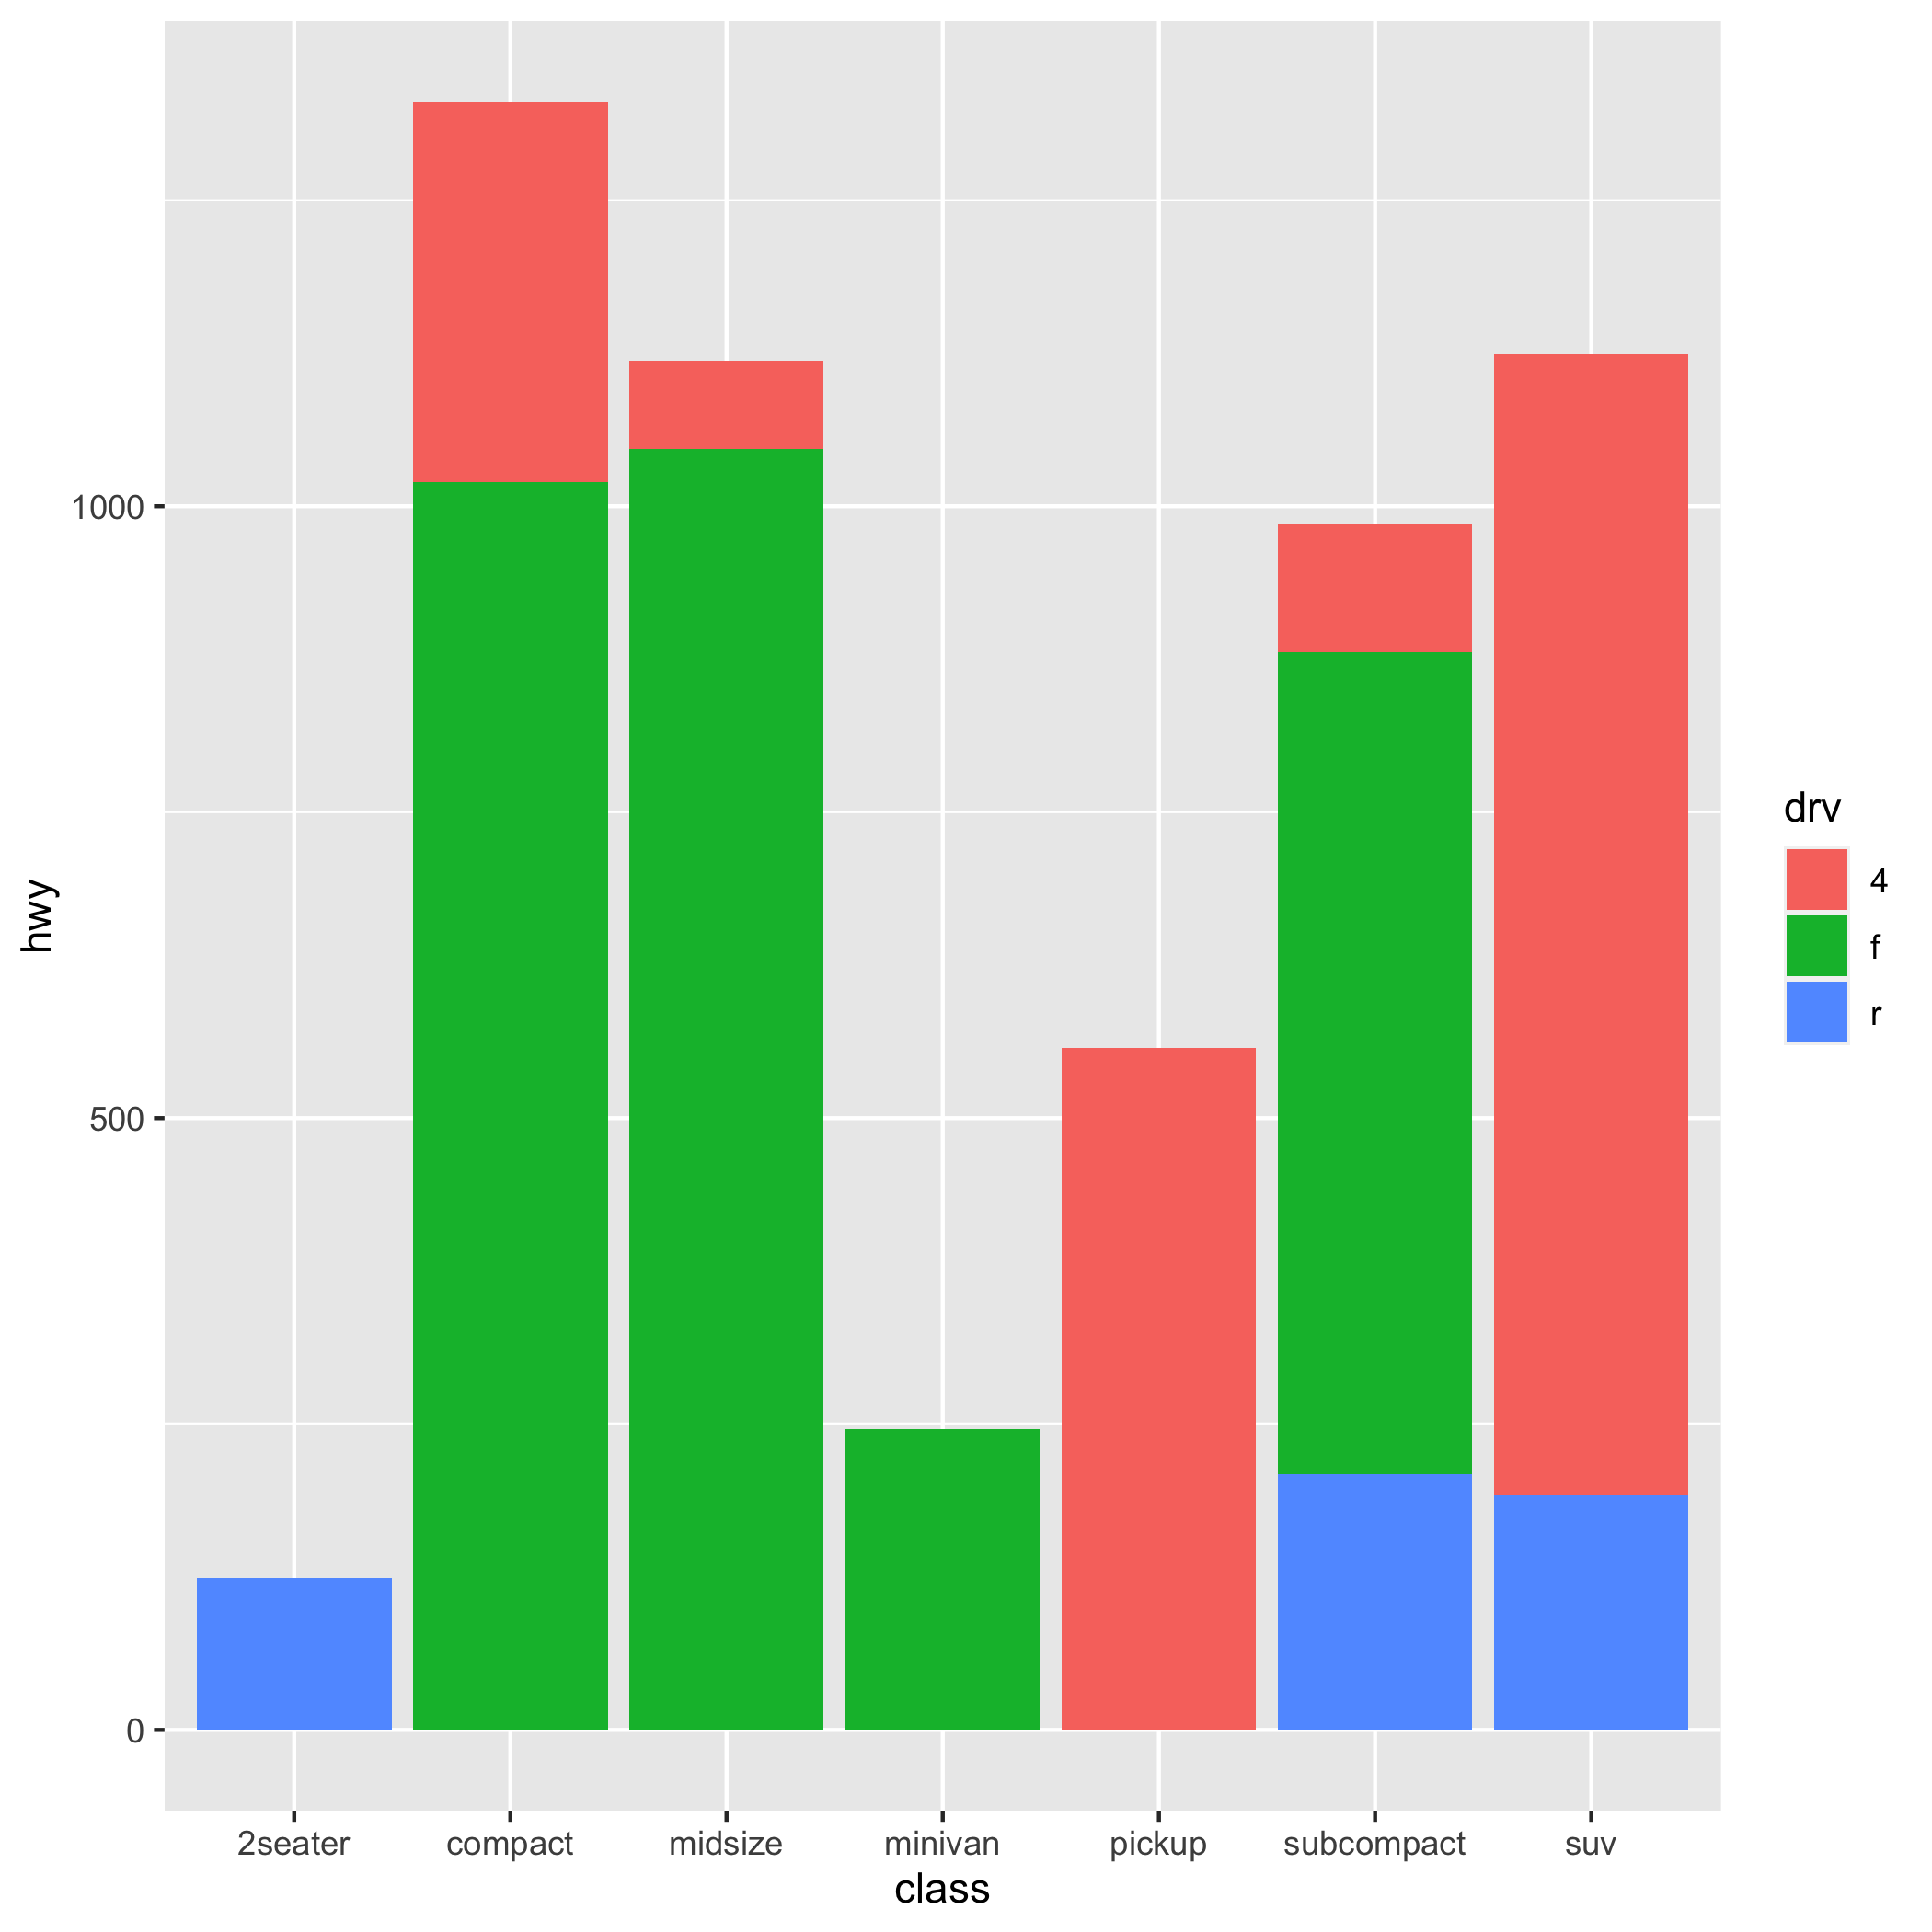 1000
500
0
hwy
2seater compact midsize minivan pickup subcompact suv
class
drv
4
f
r